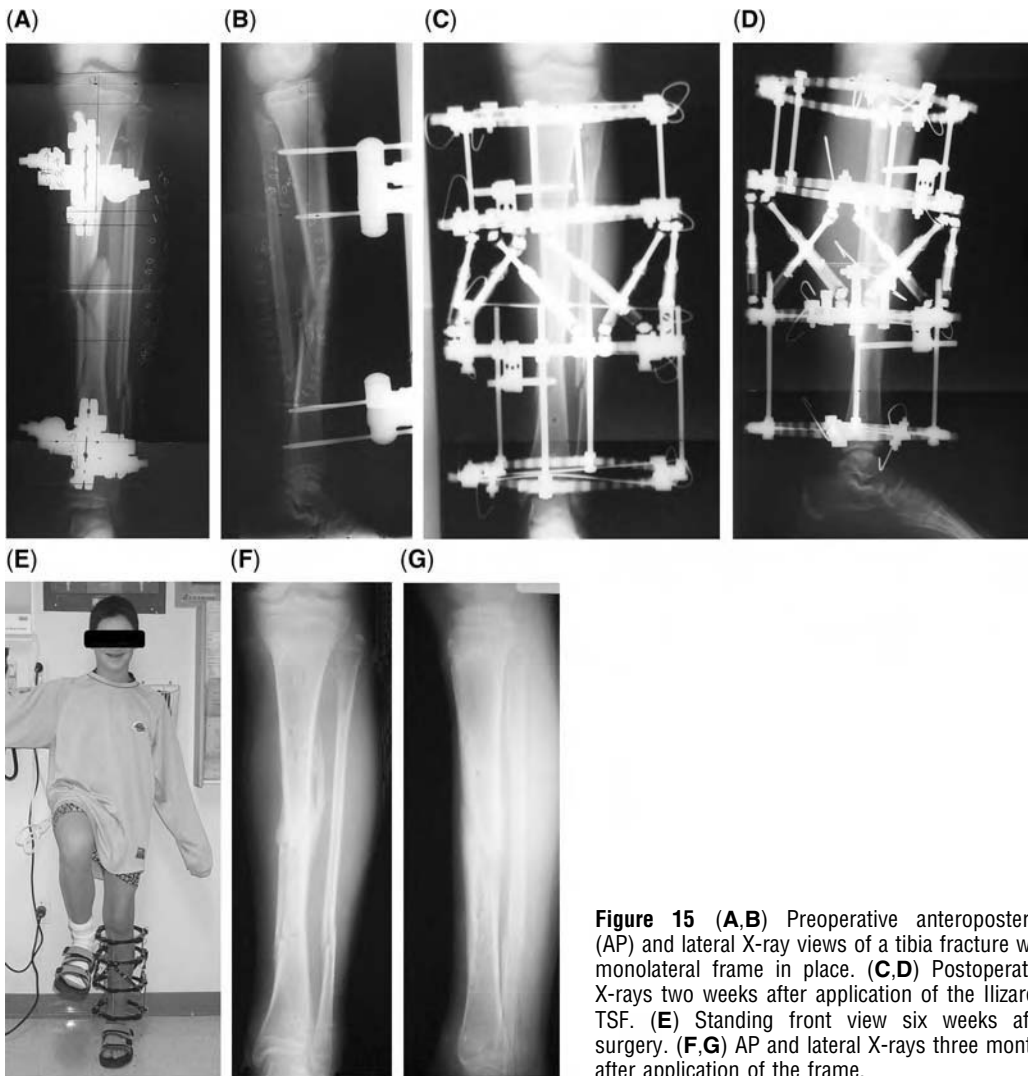 (A)
(B)
(C)
(D)
(E)
(F)
(G)
Figure 15 (A,B) Preoperative anteroposter
(AP) and lateral X-ray views of a tibia fracture w
monolateral frame in place. (C,D) Postoperat
X-rays two weeks after application of the Ilizar
TSF. (E) Standing front view six weeks af
surgery. (F,G) AP and lateral X-rays three mont
after application of the frame.